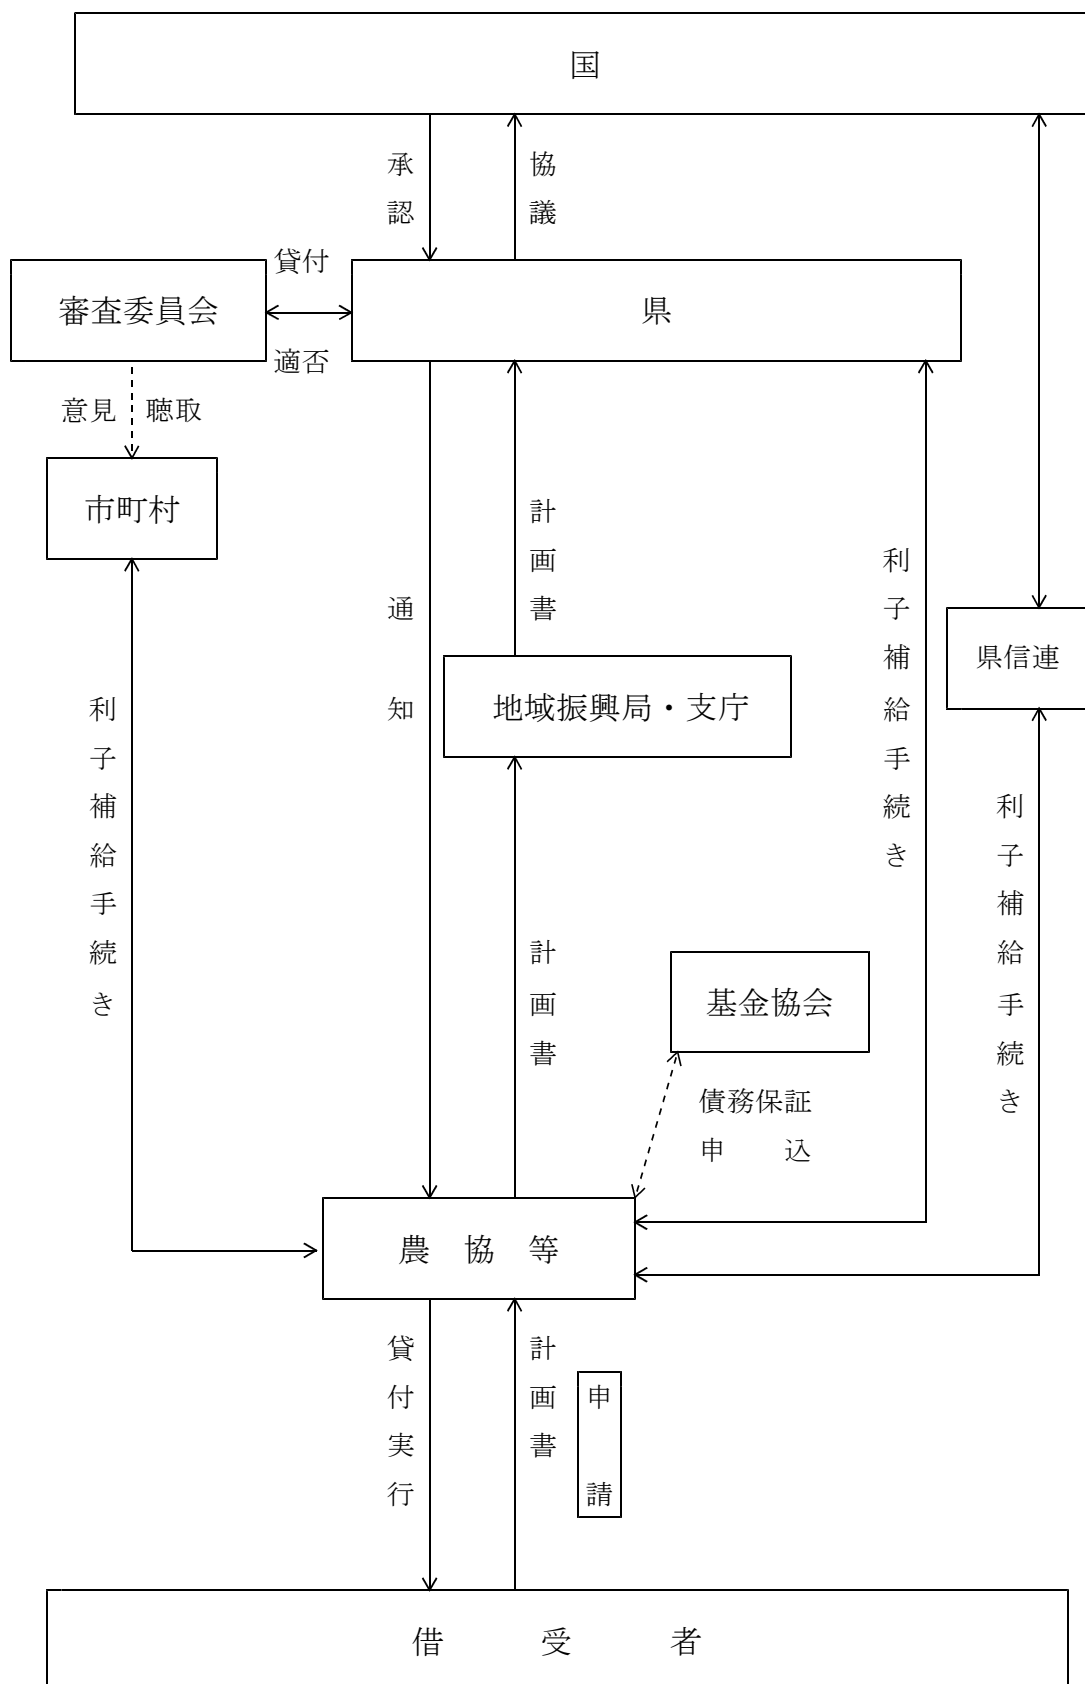 国
承認
協議
貸付
審査委員会
県
適否
意見 聴取
市町村
計画書
利子補給手続き
通知
県信連
地域振興局・支庁
利子補給手続き
利子補給手続き
計画書
基金協会
債務保証
申 込
農 協 等
貸付実行
計画書
申 請
借 受 者